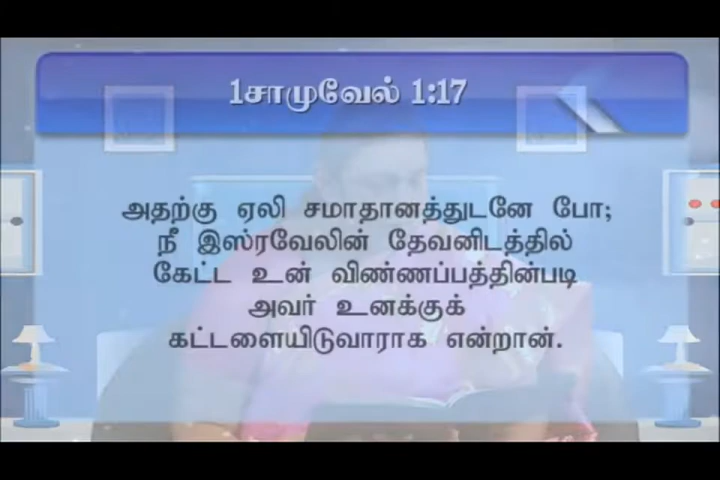 1சாமுவேல் 1:17
அதற்கு ஏலி சமாதானத்துடனே போ;
நீ இஸ்ரவேலின் தேவனிடத்தில்
கேட்ட உன் விண்ணப்பத்தின்படி
அவர் உனக்குக்
கட்டளையிடுவாராக என்றான்.